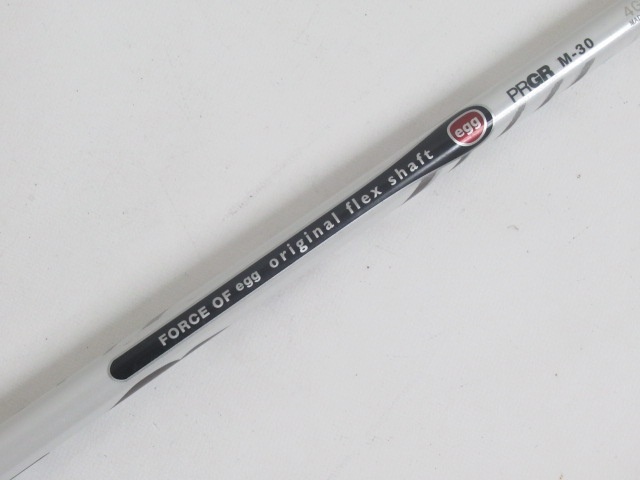 FORCE OF egg original flex shaft
egg
PRGR M-30